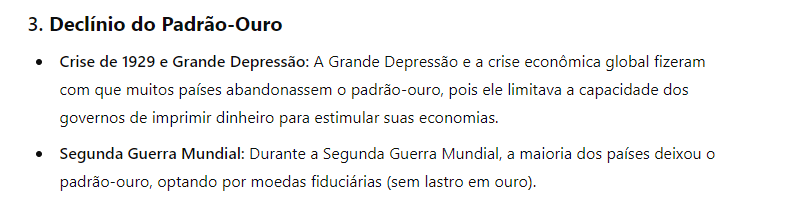 3. Declínio do Padrão-Ouro
• Crise de 1929 e Grande Depressão: A Grande Depressão e a crise econômica global fizeram
com que muitos países abandonassem o padrão-ouro, pois ele limitava a capacidade dos
governos de imprimir dinheiro para estimular suas economias.
• Segunda Guerra Mundial: Durante a Segunda Guerra Mundial, a maioria dos países deixou o
padrão-ouro, optando por moedas fiduciárias (sem lastro em ouro).